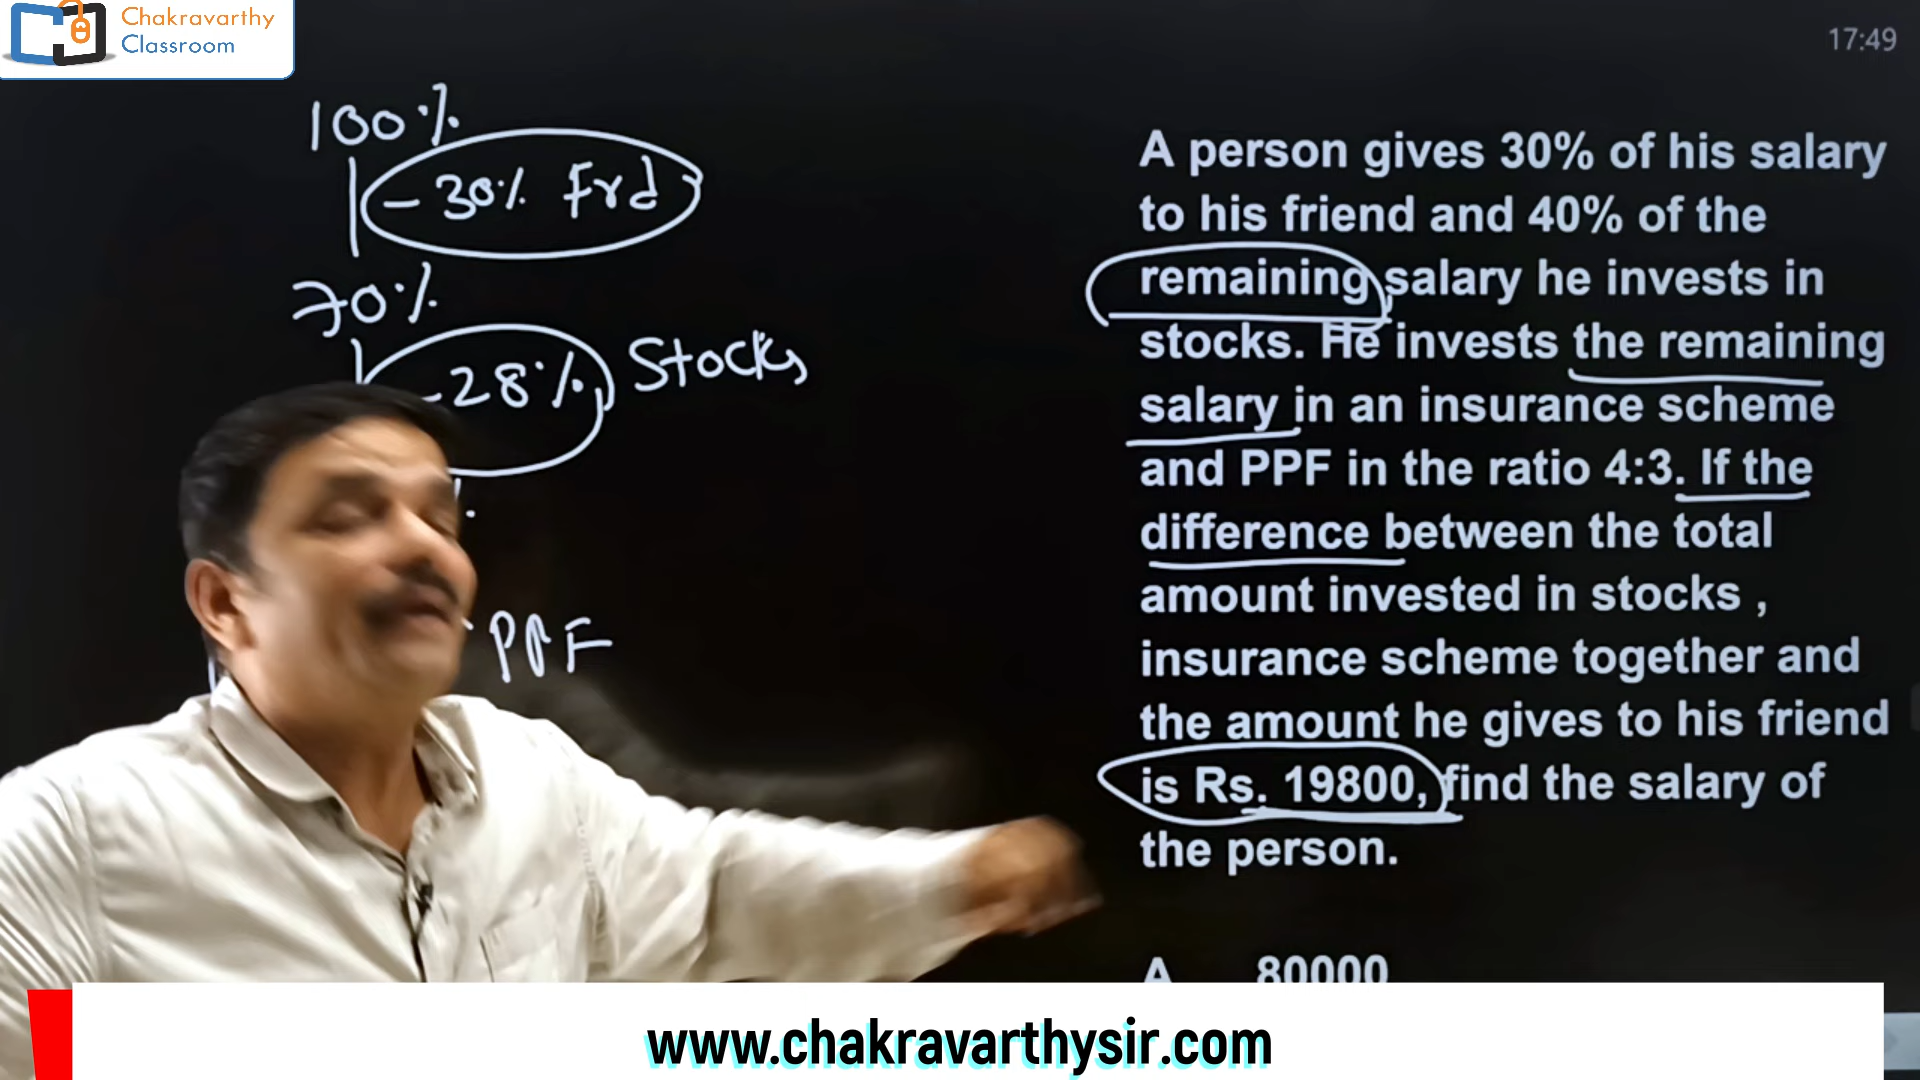 Chakravarthy
Classroom
17:49
100%
- 30% Frd
70%
- 28% Stocks
PPF
A person gives 30% of his salary
to his friend and 40% of the
remaining salary he invests in
stocks. He invests the remaining
salary in an insurance scheme
and PPF in the ratio 4:3. If the
difference between the total
amount invested in stocks ,
insurance scheme together and
the amount he gives to his friend
is Rs. 19800, find the salary of
the person.
A 80000
www.chakravarthysir.com